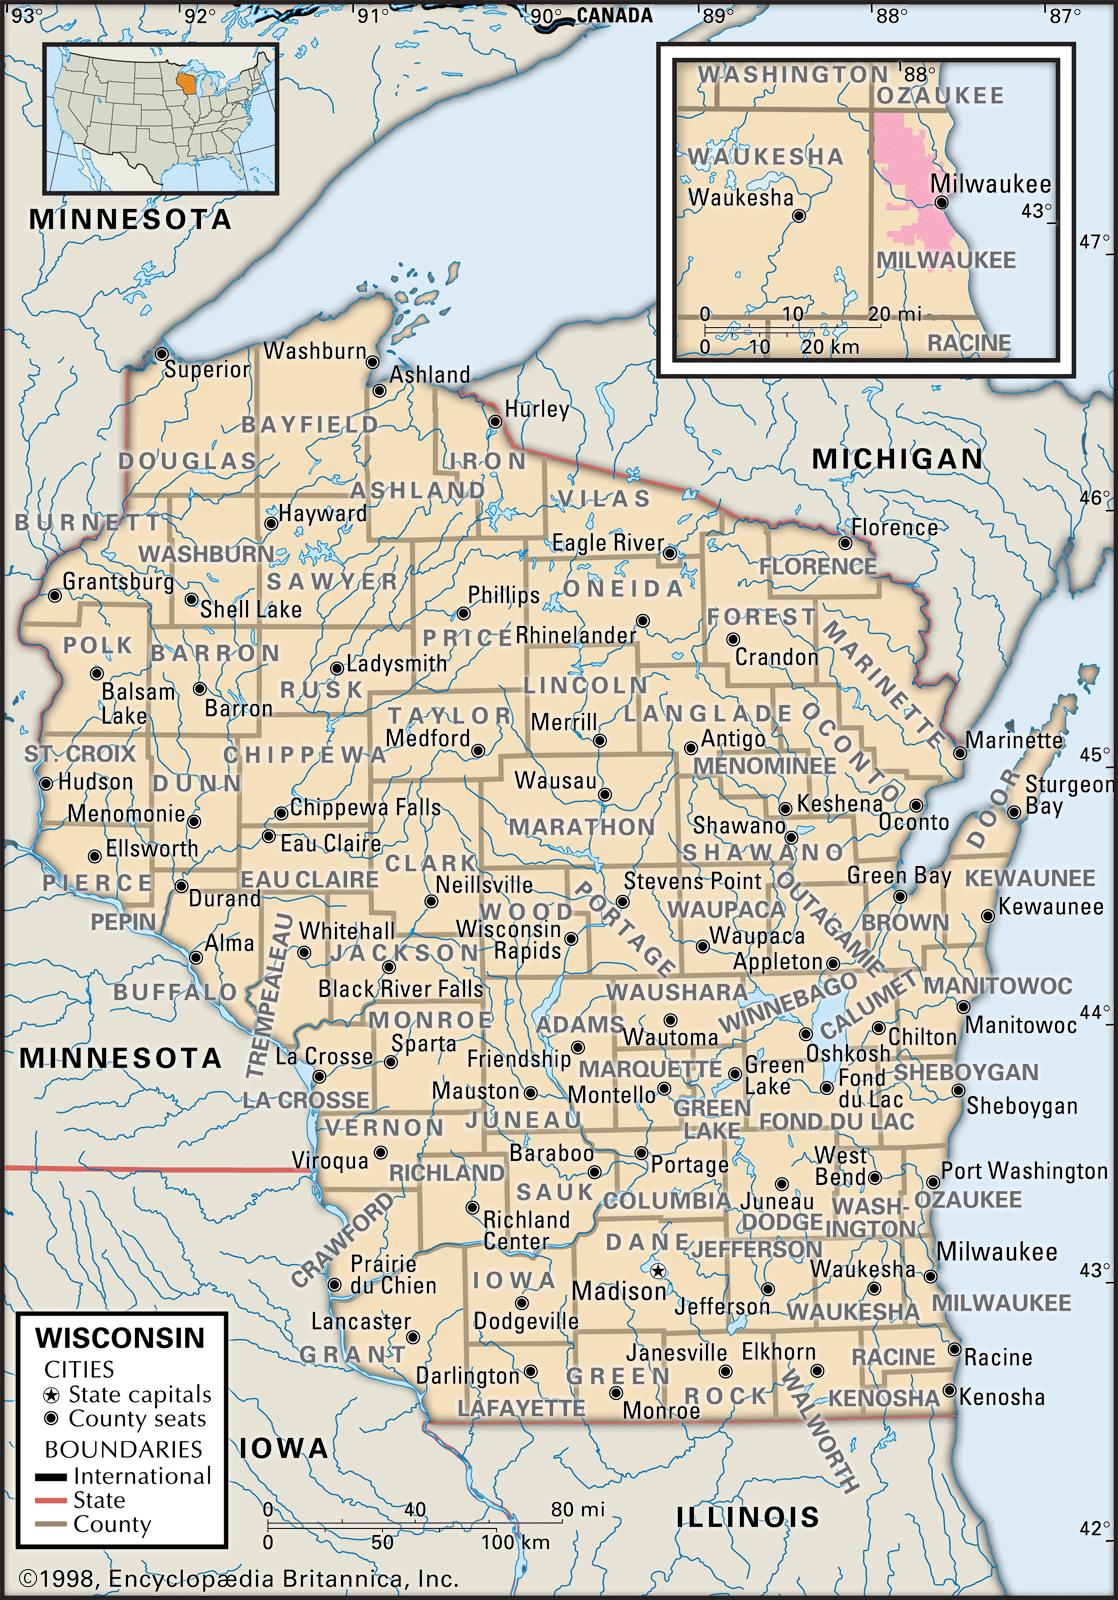 93°
92°
91°
90°
CANADA
89°
88°
87°
MINNESOTA
WASHINGTON
88°
OZAUKEE
WAUKESHA
Waukesha
Milwaukee
43°
MILWAUKEE
0 10 20 mi
0 10 20 km
RACINE
47°
Washburn
Superior
Ashland
Hurley
BAYFIELD
DOUGLAS
IRON
MICHIGAN
ASHLAND
VILAS
46°
BURNETT
Hayward
Florence
Eagle River
WASHBURN
FLORENCE
SAWYER
Grantsburg
ONEIDA
Shell Lake
Phillips
FOREST
PRICE
Rhinelander
MARINETTE
POLK
BARRON
Crandon
Ladysmith
RUSK
LINCOLN
Balsam
Lake
Barron
TAYLOR
Merrill
LANGLADE
OCONTO
Medford
Antigo
Marinette
ST. CROIX
CHIPPEWA
MENOMINEE
45°
Hudson
DUNN
Wausau
Sturgeon
Bay
DOOR
Menomonie
Chippewa Falls
Keshena
Oconto
MARATHON
Shawano
Eau Claire
Ellsworth
SHAWANO
CLARK
Green Bay
KEWAUNEE
PIERCE
EAU CLAIRE
Neillsville
Stevens Point
OUTAGAMIE
Durand
PORTAGE
WAUPACA
Kewaunee
PEPIN
WOOD
BROWN
Whitehall
Wisconsin
Rapids
Alma
JACKSON
Waupaca
Appleton
TREMPEALEAU
BUFFALO
Black River Falls
WAUSHARA
WINNEBAGO
CALUMET
MANITOWOC
MONROE
ADAMS
Manitowoc
44°
Wautoma
Chilton
MINNESOTA
La Crosse
Sparta
Friendship
Oshkosh
MARQUETTE
Green
Lake
Fond
du Lac
SHEBOYGAN
Mauston
Montello
LA CROSSE
GREEN
LAKE
Sheboygan
VERNON
JUNEAU
FOND DU LAC
Viroqua
Baraboo
Portage
West
Bend
Port Washington
RICHLAND
SAUK
COLUMBIA
Juneau
WASH-
INGTON
OZAUKEE
CRAWFORD
Richland
Center
DODGE
DANE
JEFFERSON
Milwaukee
Prairie
du Chien
Waukesha
43°
IOWA
Madison
Jefferson
WAUKESHA
MILWAUKEE
Dodgeville
Lancaster
GRANT
Janesville
Elkhorn
RACINE
Racine
Darlington
GREEN
ROCK
KENOSHA
Kenosha
LAFAYETTE
Monroe
WALWORTH
WISCONSIN
CITIES
State capitals
County seats
BOUNDARIES
International
State
County
IOWA
ILLINOIS
0 40 80 mi
0 50 100 km
42°
©1998, Encyclopædia Britannica, Inc.